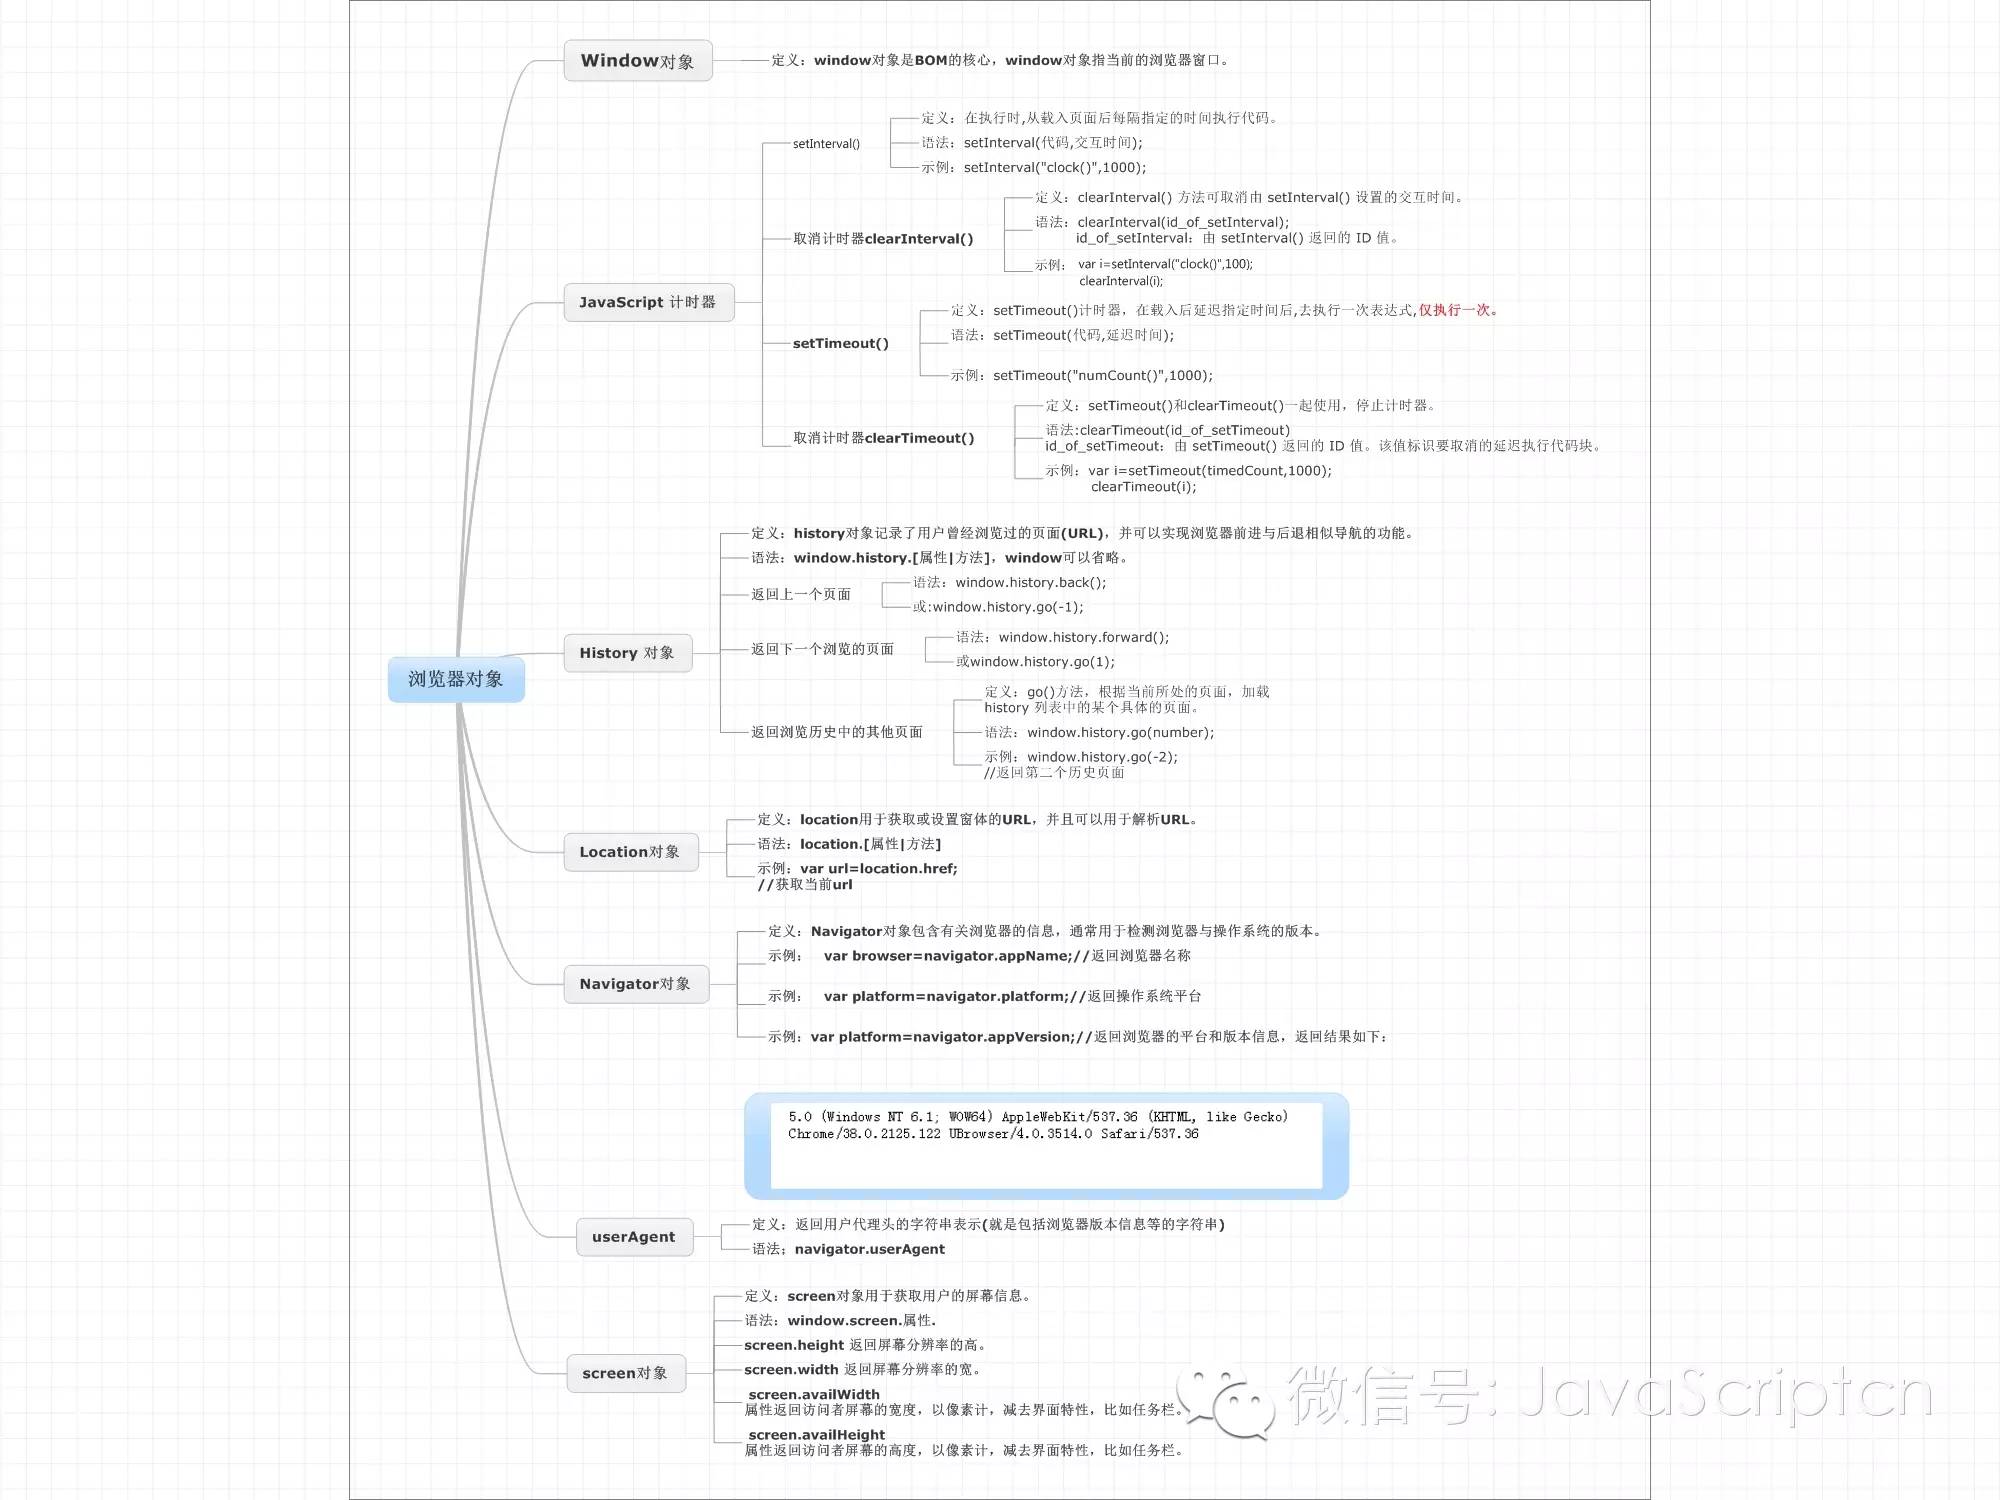 Window对象
定义：window对象是BOM的核心，window对象指当前的浏览器窗口。
JavaScript 计时器
setInterval()
定义：在执行时,从载入页面后每隔指定的时间执行代码。
语法：setInterval(代码,交互时间);
示例：setInterval("clock()",1000);
取消计时器clearInterval()
定义：clearInterval() 方法可取消由 setInterval() 设置的交互时间。
语法：clearInterval(id_of_setInterval);
id_of_setInterval：由 setInterval() 返回的 ID 值。
示例： var i=setInterval("clock()",100);
clearInterval(i);
setTimeout()
定义：setTimeout()计时器，在载入后延迟指定时间后,去执行一次表达式,仅执行一次。
语法：setTimeout(代码,延迟时间);
示例：setTimeout("numCount()",1000);
取消计时器clearTimeout()
定义：setTimeout()和clearTimeout()一起使用，停止计时器。
语法:clearTimeout(id_of_setTimeout)
id_of_setTimeout：由 setTimeout() 返回的 ID 值。该值标识要取消的延迟执行代码块。
示例：var i=setTimeout(timedCount,1000);
clearTimeout(i);
浏览器对象
History 对象
定义：history对象记录了用户曾经浏览过的页面(URL)，并可以实现浏览器前进与后退相似导航的功能。
语法：window.history.[属性|方法]，window可以省略。
返回上一个页面
语法：window.history.back();
或:window.history.go(-1);
返回下一个浏览的页面
语法：window.history.forward();
或window.history.go(1);
返回浏览历史中的其他页面
定义：go()方法，根据当前所处的页面，加载
history 列表中的某个具体的页面。
语法：window.history.go(number);
示例：window.history.go(-2);
//返回第二个历史页面
Location对象
定义：location用于获取或设置窗体的URL，并且可以用于解析URL。
语法：location.[属性|方法]
示例：var url=location.href;
//获取当前url
Navigator对象
定义：Navigator对象包含有关浏览器的信息，通常用于检测浏览器与操作系统的版本。
示例： var browser=navigator.appName;//返回浏览器名称
示例： var platform=navigator.platform;//返回操作系统平台
示例：var platform=navigator.appVersion;//返回浏览器的平台和版本信息，返回结果如下：
5.0 (Windows NT 6.1; WOW64) AppleWebKit/537.36 (KHTML, like Gecko)
Chrome/38.0.2125.122 UBrowser/4.0.3514.0 Safari/537.36
userAgent
定义：返回用户代理头的字符串表示(就是包括浏览器版本信息等的字符串)
语法；navigator.userAgent
screen对象
定义：screen对象用于获取用户的屏幕信息。
语法：window.screen.属性.
screen.height 返回屏幕分辨率的高。
screen.width 返回屏幕分辨率的宽。
screen.availWidth
属性返回访问者屏幕的宽度，以像素计，减去界面特性，比如任务栏。
screen.availHeight
属性返回访问者屏幕的高度，以像素计，减去界面特性，比如任务栏。
微信号: JavaScriptcn